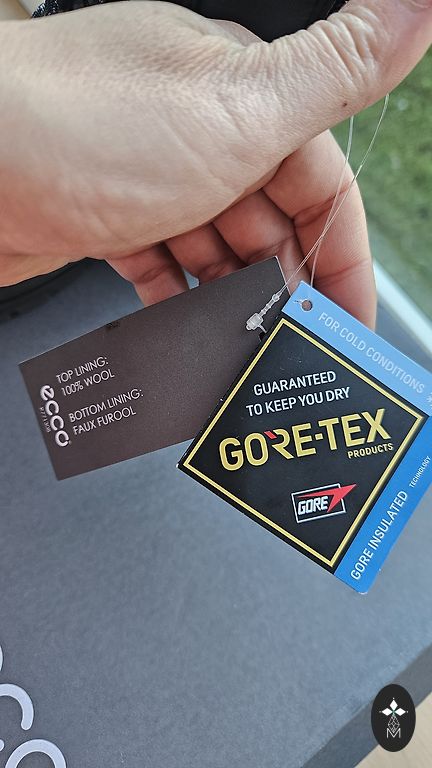 TOP LINING:
100% WOOL
BOTTOM LINING:
FAUX FUROOL
ecco
FOR COLD CONDITIONS
GUARANTEED
TO KEEP YOU DRY
GORE-TEX
PRODUCTS
GORE
GORE INSULATED
TECHNOLOGY